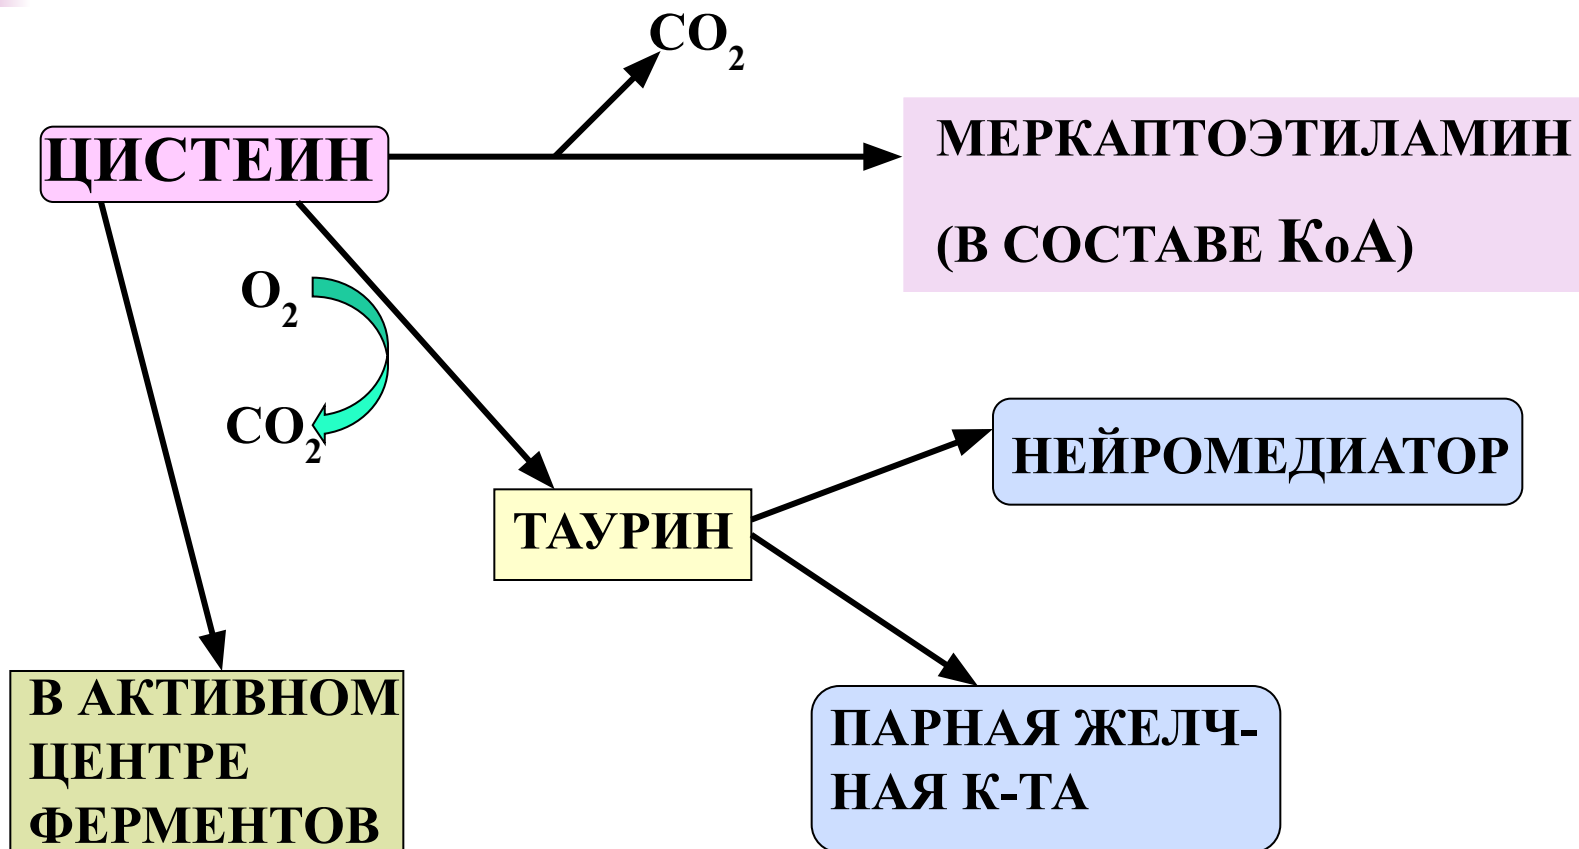 CO2
ЦИСТЕИН
МЕРКАПТОЭТИЛАМИН
(В СОСТАВЕ КоА)
O2
CO2
НЕЙРОМЕДИАТОР
ТАУРИН
В АКТИВНОМ
ЦЕНТРЕ
ФЕРМЕНТОВ
ПАРНАЯ ЖЕЛЧ-
НАЯ К-ТА